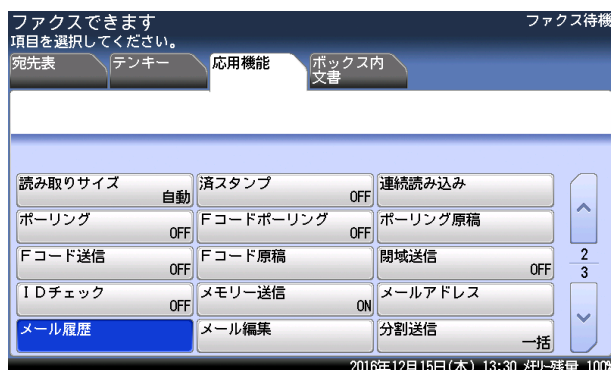 ファクスできます
ファクス待機
項目を選択してください。
宛先表
テンキー
応用機能
ボックス内
文書
読み取りサイズ
自動
済スタンプ
OFF
連続読み込み
ポーリング
OFF
Fコードポーリング
OFF
ポーリング原稿
Fコード送信
OFF
Fコード原稿
閉域送信
OFF
2
3
IDチェック
OFF
メモリー送信
ON
メールアドレス
メール履歴
メール編集
分割送信
一括
2016年12月15日(木) 13:30 メモリー残量 100%